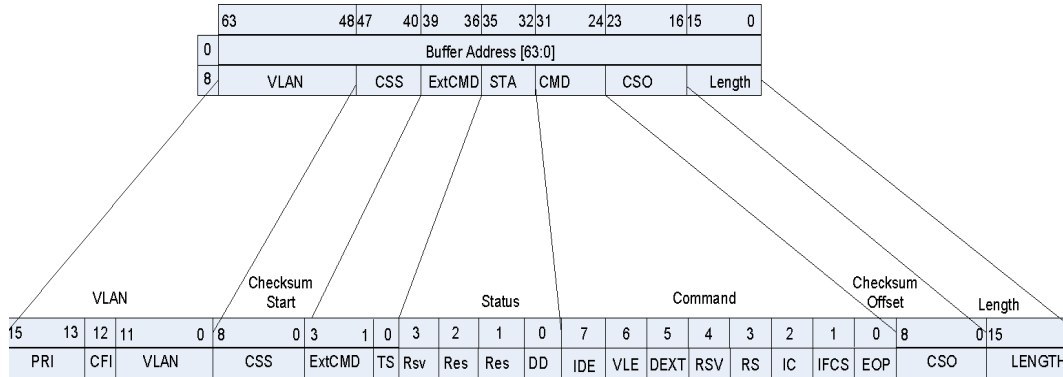 63 48 47 40 39 36 35 32 31 24 23 16 15 0
0 Buffer Address [63:0]
8 VLAN CSS ExtCMD STA CMD CSO Length
VLAN Checksum Start Status Command Checksum Offset Length
15 13 12 11 0 8 0 3 1 0 3 2 1 0 7 6 5 4 3 2 1 0 8 0 15
PRI CFI VLAN CSS ExtCMD TS Rsv Res Res DD IDE VLE DEXT RSV RS IC IFCS EOP CSO LENGTH